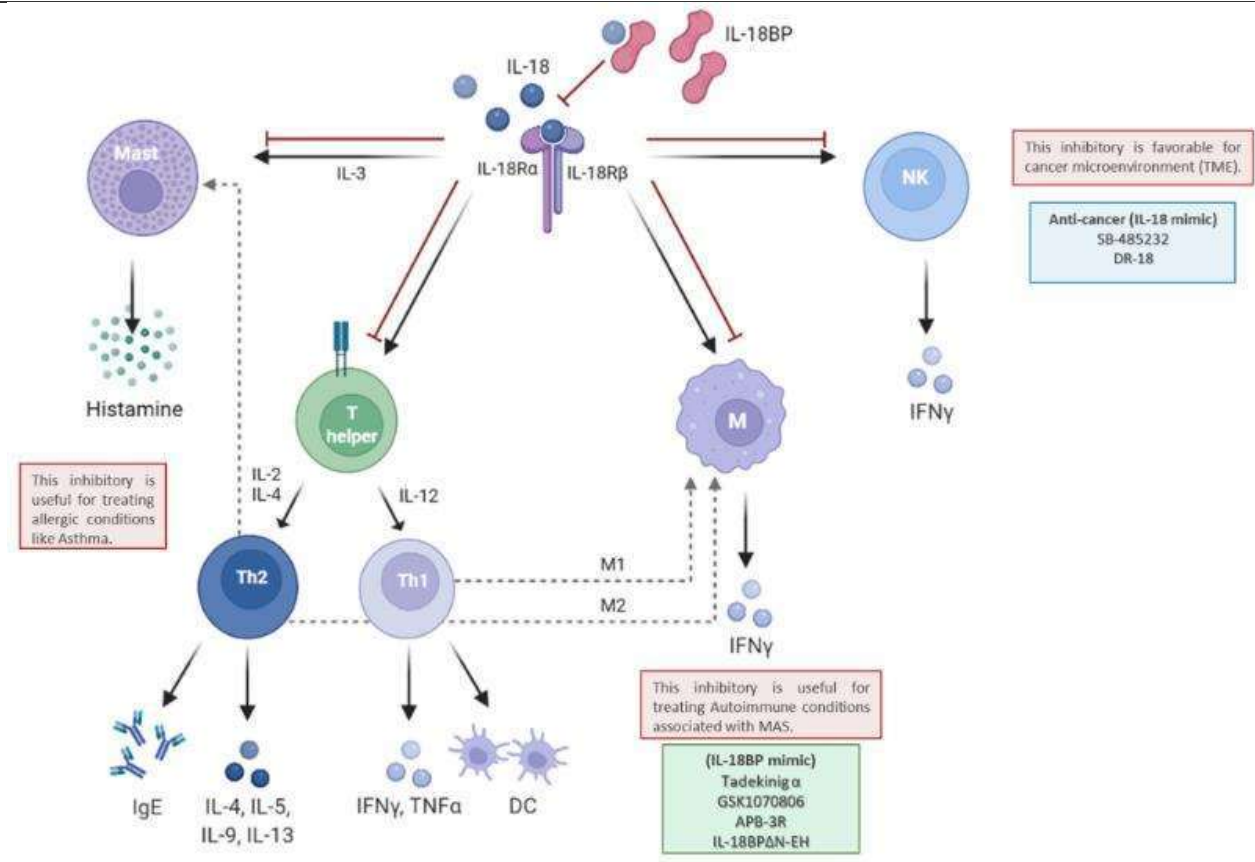 IL-18BP
IL-18
Mast
IL-3
IL-18Rα
IL-18Rβ
NK
This inhibitory is favorable for
cancer microenvironment (TME).
Anti-cancer (IL-18 mimic)
SB-485232
DR-18
Histamine
T
helper
M
IFNγ
This inhibitory is
useful for treating
allergic conditions
like Asthma.
IL-2
IL-4
IL-12
Th2
Th1
M1
M2
IFNγ
This inhibitory is useful for
treating Autoimmune conditions
associated with MAS.
(IL-18BP mimic)
Tadekinig α
GSK1070806
APB-3R
IL-18BPΔN-EH
IgE
IL-4, IL-5,
IL-9, IL-13
IFNγ, TNFα
DC